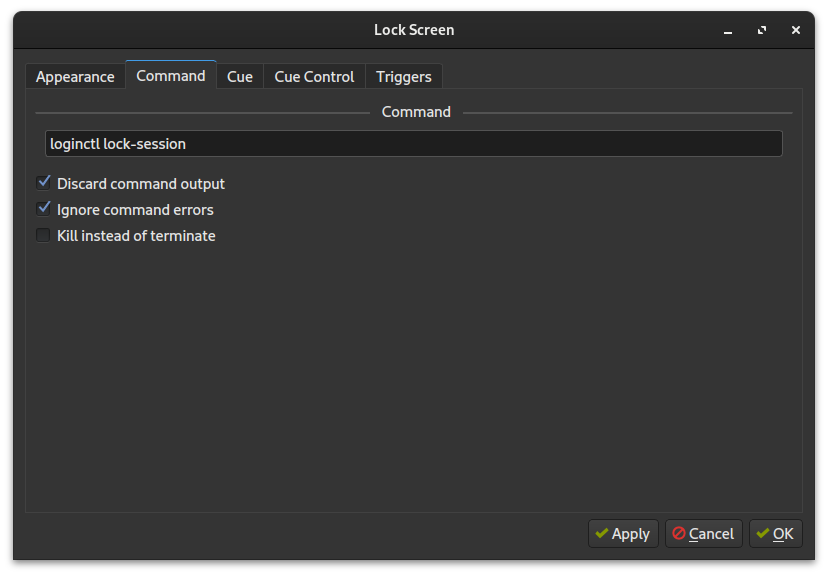 Lock Screen
Appearance Command Cue Cue Control Triggers
Command
loginctl lock-session
Discard command output
Ignore command errors
Kill instead of terminate
Apply Cancel OK